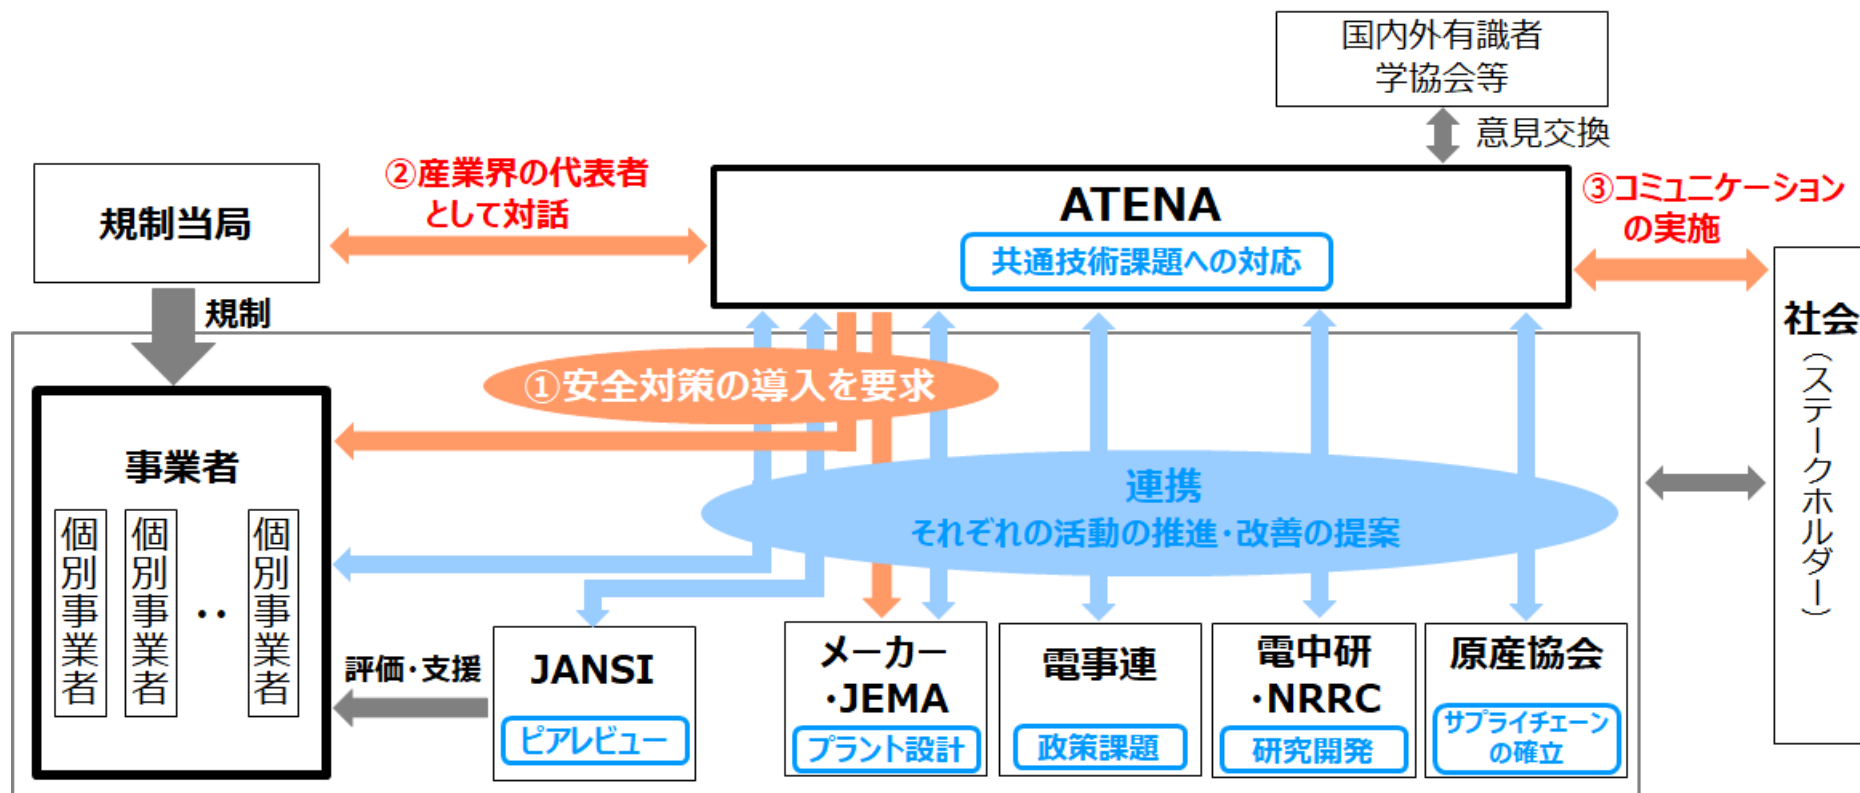 国内外有識者
学協会等
意見交換
②産業界の代表者
として対話
ATENA
共通技術課題への対応
③コミュニケーション
の実施
規制当局
規制
社会
（ステークホルダー）
①安全対策の導入を要求
事業者
個別事業者
個別事業者
・・
個別事業者
連携
それぞれの活動の推進・改善の提案
評価・支援
JANSI
ピアレビュー
メーカー
・JEMA
プラント設計
電事連
政策課題
電中研
・NRRC
研究開発
原産協会
サプライチェーン
の確立